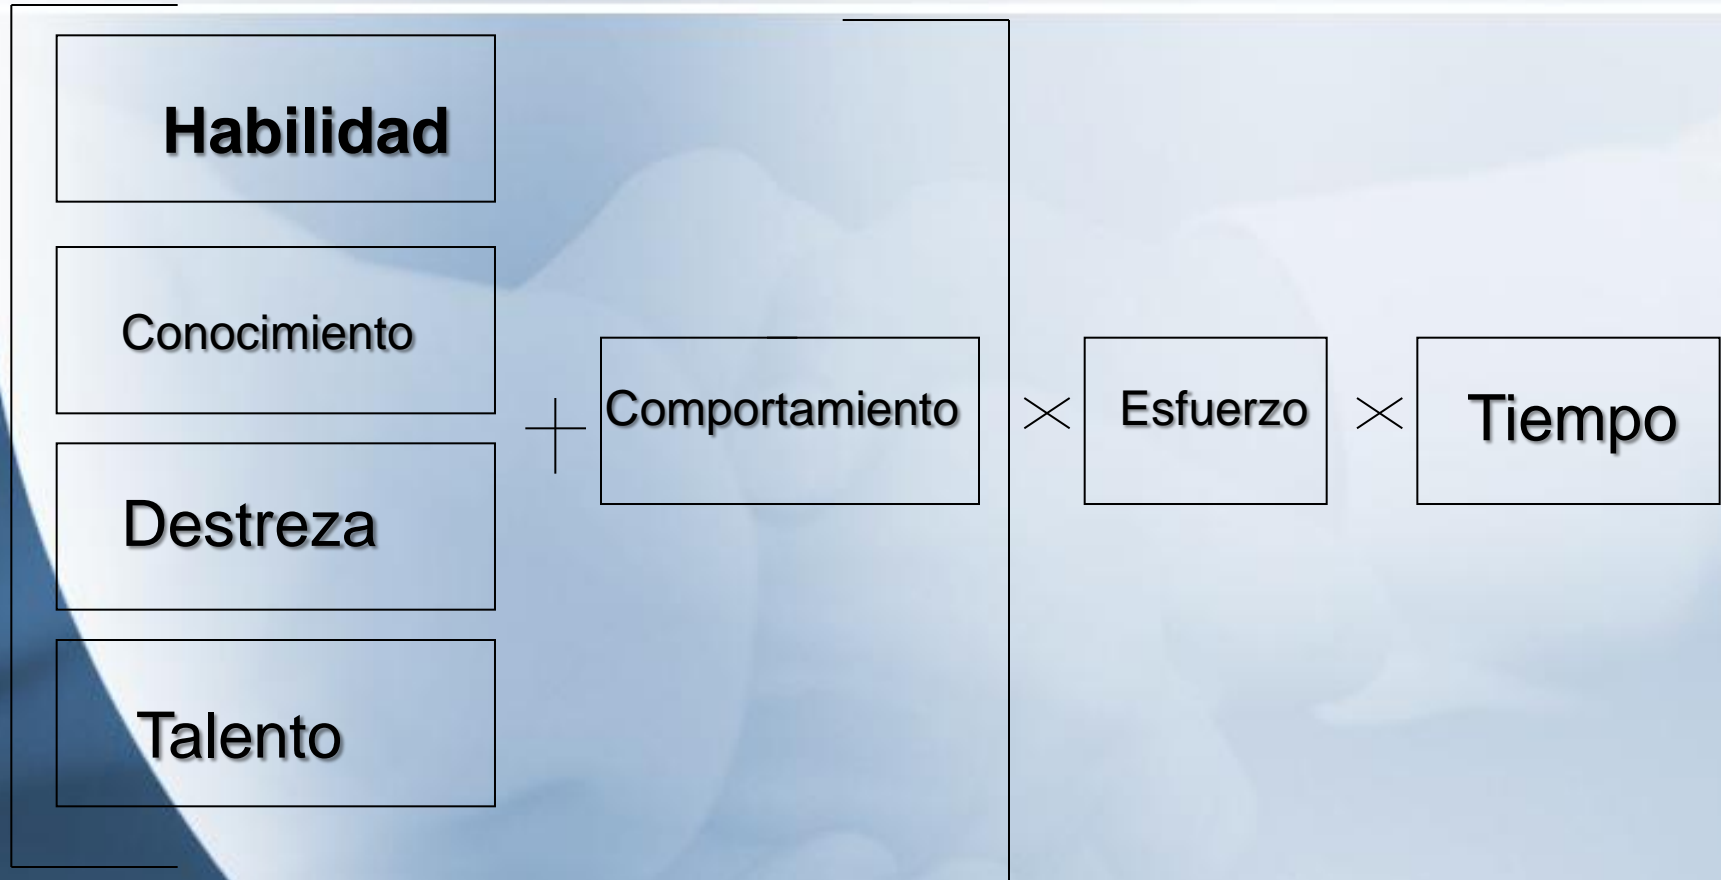 Habilidad
Conocimiento
Destreza
Talento
Comportamiento
Esfuerzo
Tiempo